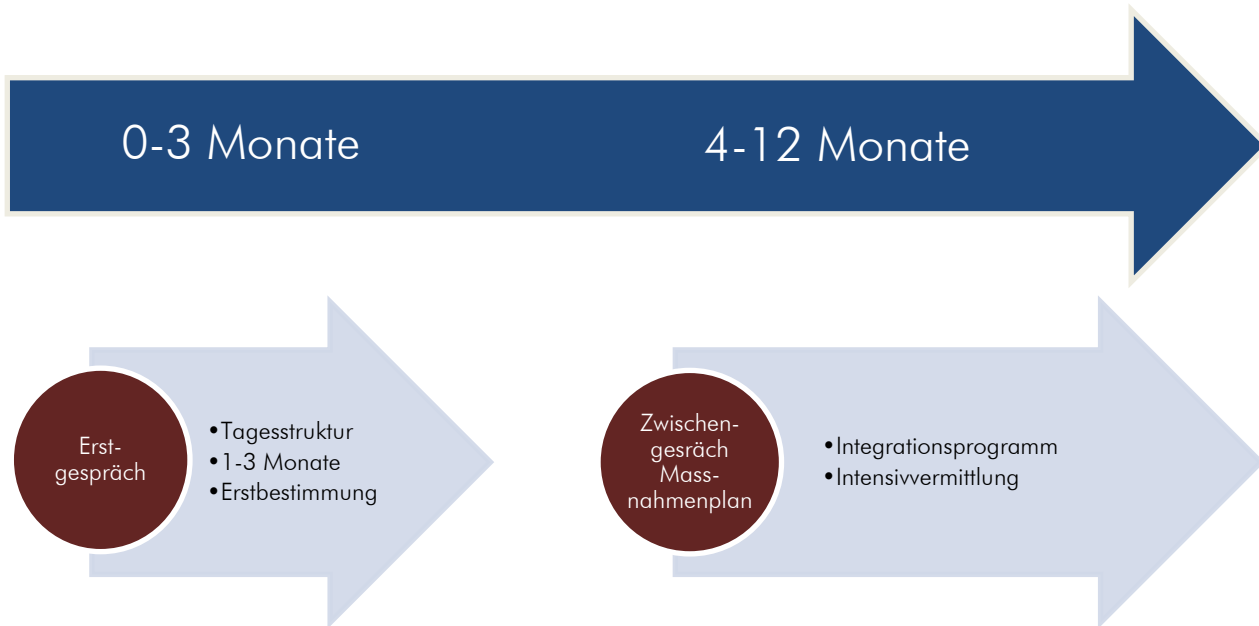 0-3 Monate
4-12 Monate
Erst-
gespräch
•Tagesstruktur
•1-3 Monate
•Erstbestimmung
Zwischen-
gesräch
Mass-
nahmenplan
•Integrationsprogramm
•Intensivvermittlung